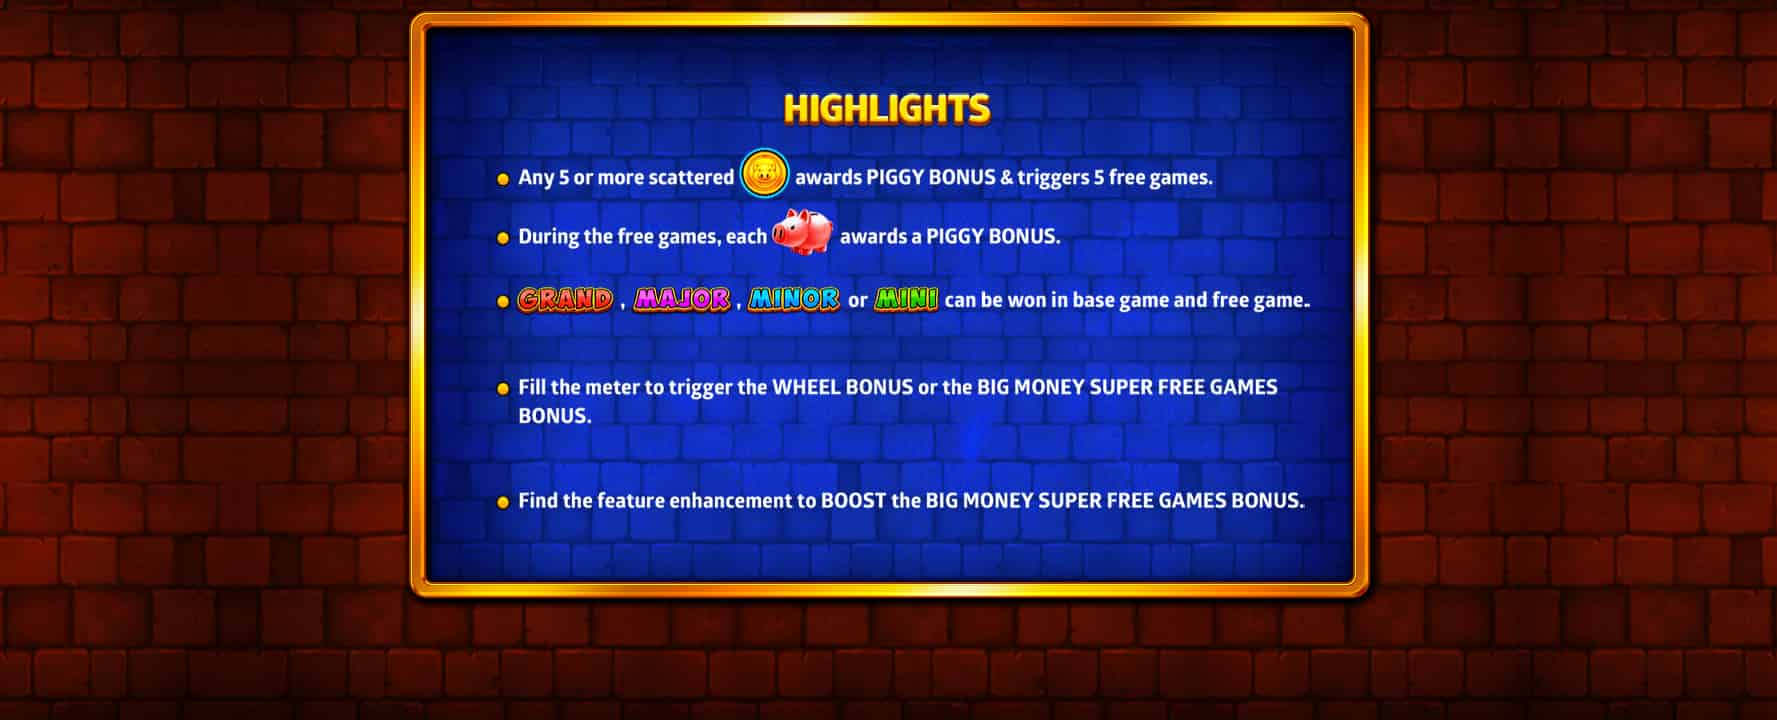 HIGHLIGHTS
Any 5 or more scattered awards PIGGY BONUS & triggers 5 free games.
During the free games, each awards a PIGGY BONUS.
GRAND, MAJOR, MINOR or MINI can be won in base game and free game.
Fill the meter to trigger the WHEEL BONUS or the BIG MONEY SUPER FREE GAMES
BONUS.
Find the feature enhancement to BOOST the BIG MONEY SUPER FREE GAMES BONUS.